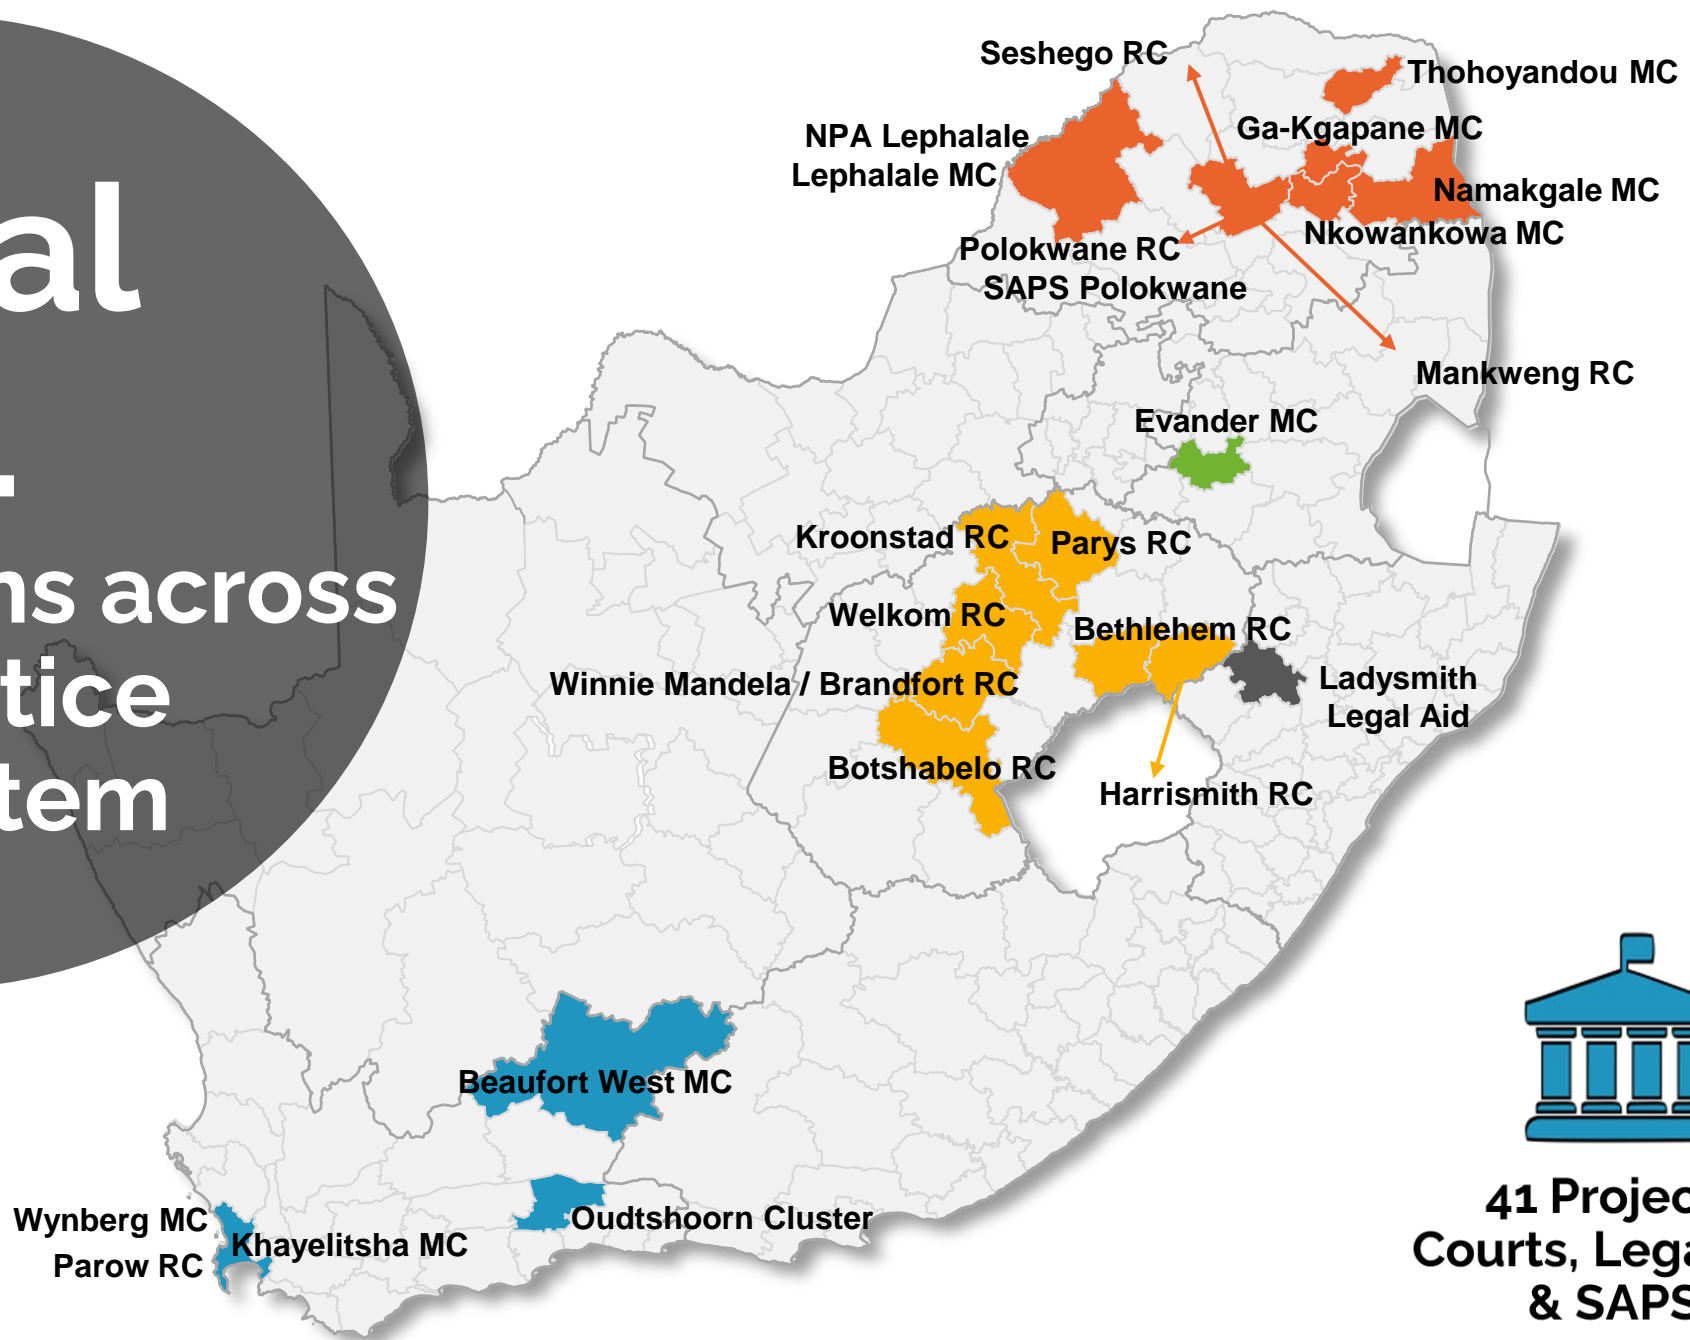 al
ns across
tice
tem
Seshego RC
Thohoyandou MC
NPA Lephalale
Lephalale MC
Ga-Kgapane MC
Namakgale MC
Nkowankowa MC
Polokwane RC
SAPS Polokwane
Mankweng RC
Evander MC
Kroonstad RC
Parys RC
Welkom RC
Bethlehem RC
Winnie Mandela / Brandfort RC
Ladysmith
Legal Aid
Botshabelo RC
Harrismith RC
Beaufort West MC
Oudtshoorn Cluster
Wynberg MC
Khayelitsha MC
Parow RC
41 Projec
Courts, Lega
& SAPS